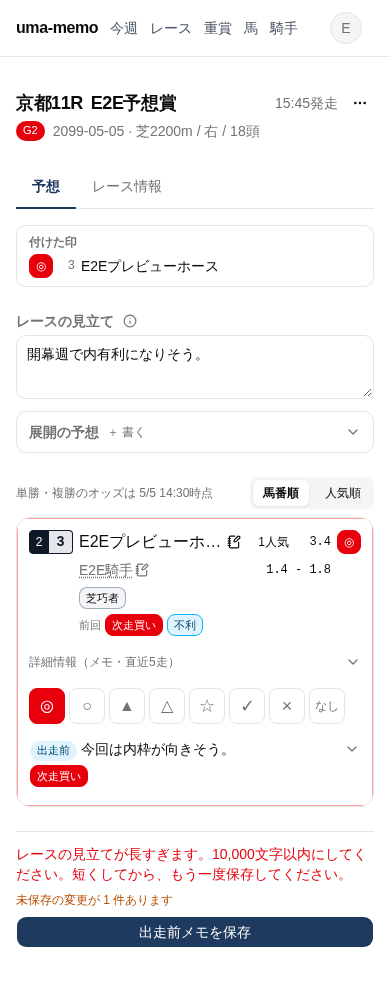 uma-memo 今週 レース 重賞 馬 騎手 E
京都11R E2E予想賞 15:45発走 …
G2 2099-05-05 · 芝2200m / 右 / 18頭
予想 レース情報
付けた印
◎ 3 E2Eプレビューホース
レースの見立て
開幕週で内有利になりそう。
展開の予想 + 書く
単勝・複勝のオッズは 5/5 14:30時点 馬番順 人気順
2 3 E2Eプレビューホ… 1人気 3.4 ◎
E2E騎手 1.4 - 1.8
芝巧者
前回 次走買い 不利
詳細情報（メモ・直近5走）
◎ ○ ▲ △ ☆ ✓ × なし
出走前 今回は内枠が向きそう。
次走買い
レースの見立てが長すぎます。10,000文字以内にしてく
ださい。短くしてから、もう一度保存してください。
未保存の変更が 1 件あります
出走前メモを保存